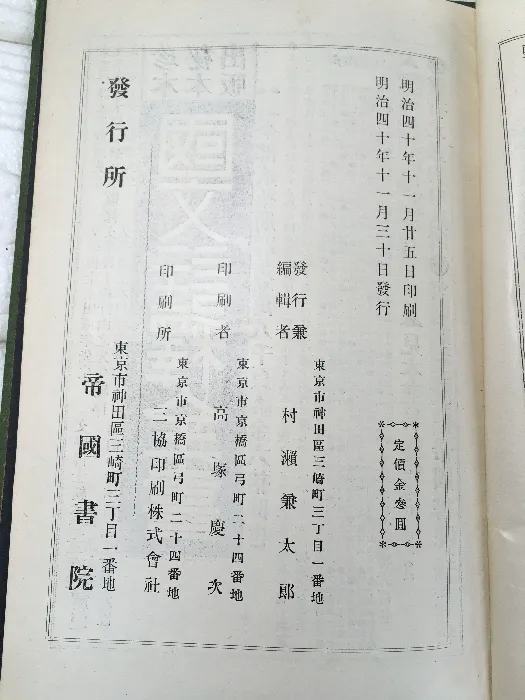 明治四十年十一月廿五日印刷
明治四十年十一月三十日發行
定價金參圓
東京市神田區三崎町三丁目一番地
發行兼
編輯者
村瀬兼太郎
東京市京橋區弓町二十四番地
印刷者
高塚慶次
東京市京橋區弓町二十四番地
印刷所
三協印刷株式會社
東京市神田區三崎町三丁目一番地
發行所
帝國書院